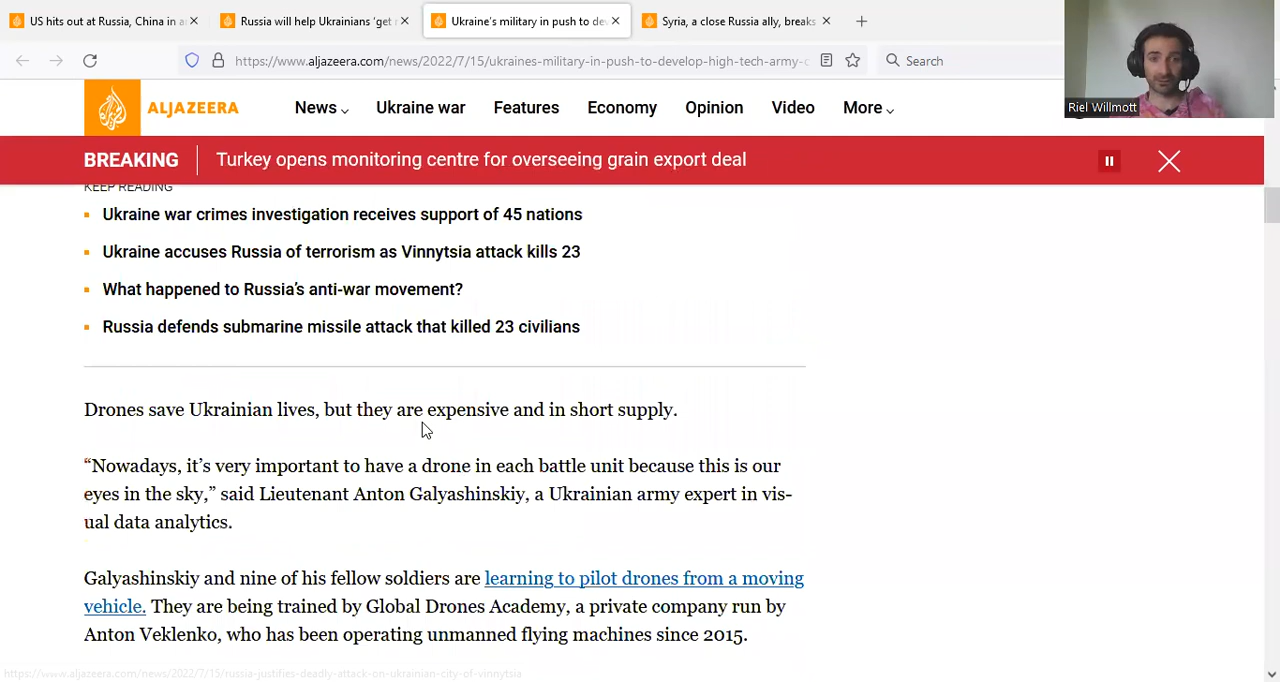 US hits out at Russia, China in a
Russia will help Ukrainians ‘get r
Ukraine’s military in push to de
Syria, a close Russia ally, breaks
https://www.aljazeera.com/news/2022/7/15/ukraines-military-in-push-to-develop-high-tech-army-c
Search
Riel Willmott
ALJAZEERA
News
Ukraine war
Features
Economy
Opinion
Video
More
BREAKING
Turkey opens monitoring centre for overseeing grain export deal
KEEP READING
Ukraine war crimes investigation receives support of 45 nations
Ukraine accuses Russia of terrorism as Vinnytsia attack kills 23
What happened to Russia’s anti-war movement?
Russia defends submarine missile attack that killed 23 civilians
Drones save Ukrainian lives, but they are expensive and in short supply.
“Nowadays, it’s very important to have a drone in each battle unit because this is our
eyes in the sky,” said Lieutenant Anton Galyashinskiy, a Ukrainian army expert in vis-
ual data analytics.
Galyashinskiy and nine of his fellow soldiers are learning to pilot drones from a moving
vehicle. They are being trained by Global Drones Academy, a private company run by
Anton Veklenko, who has been operating unmanned flying machines since 2015.
https://www.aljazeera.com/news/2022/7/15/russia-justifies-deadly-attack-on-ukrainian-city-of-vinnytsia